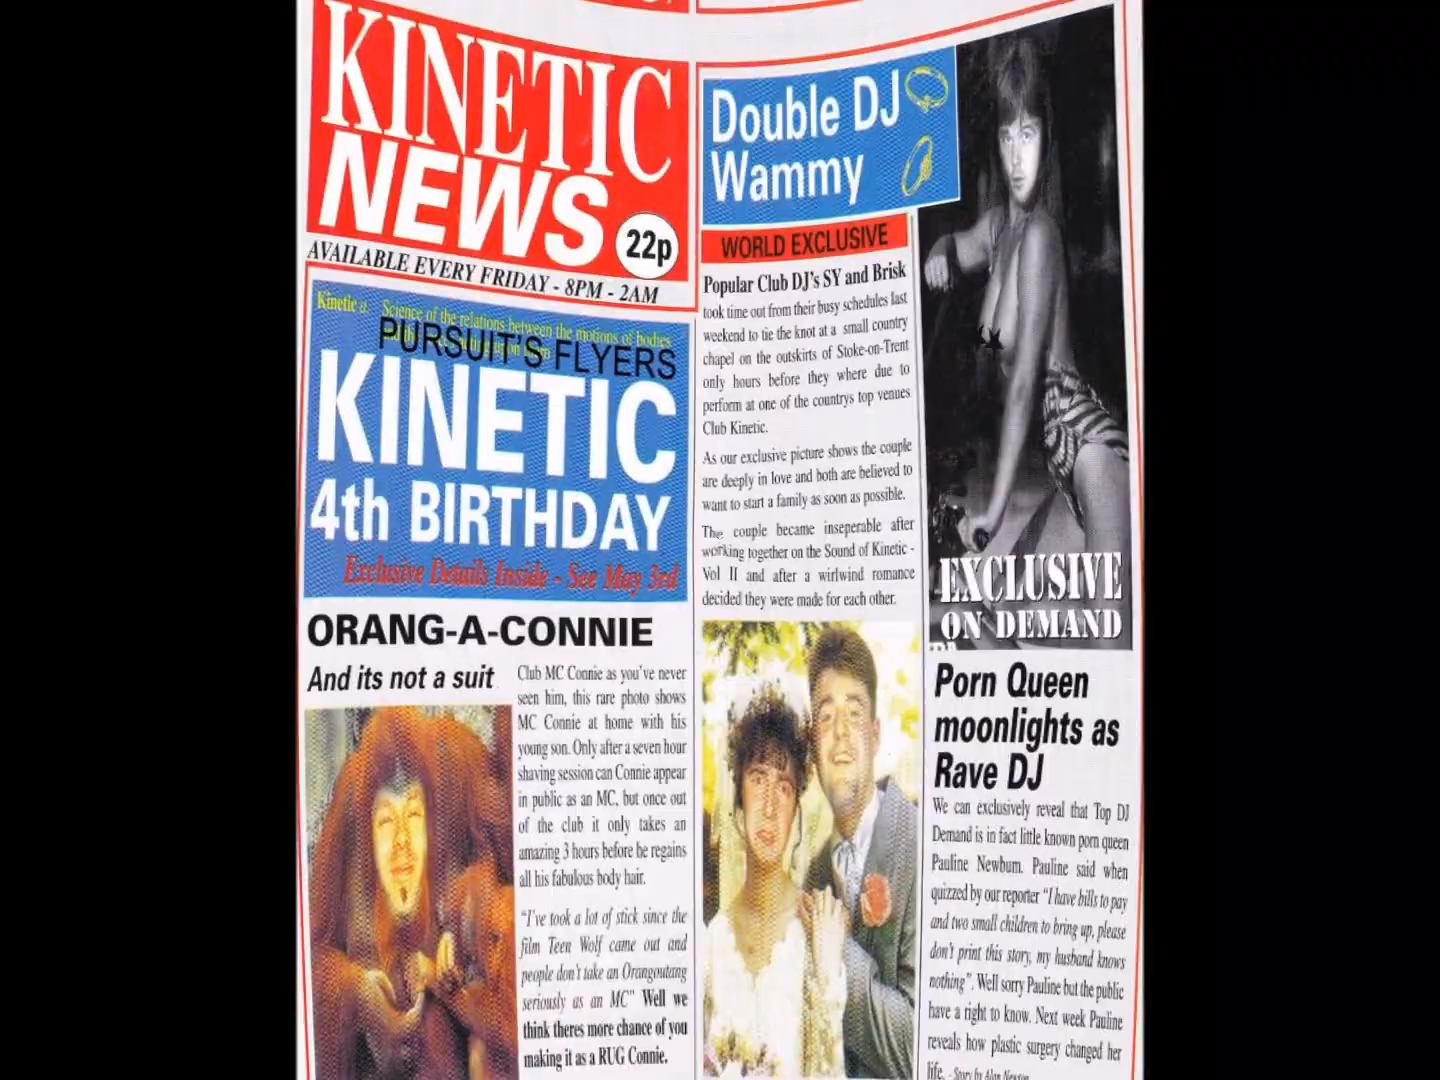 KINETIC
NEWS
22p
AVAILABLE EVERY FRIDAY - 8PM - 2AM
Kinetic a. Science of the relations between the motions of bodies
PURSUIT'S FLYERS
KINETIC
4th BIRTHDAY
Exclusive Details Inside - See May 3rd
ORANG-A-CONNIE
And its not a suit
Club MC Connie as you've never
seen him, this rare photo shows
MC Connie at home with his
young son. Only after a seven hour
shaving session can Connie appear
in public as an MC, but once out
of the club it only takes an
amazing 3 hours before he regains
all his fabulous body hair.
"I've took a lot of stick since the
film Teen Wolf came out and
people don't take an Orangoutang
seriously as an MC" Well we
think theres more chance of you
making it as a RUG Connie.
Double DJ
Wammy
WORLD EXCLUSIVE
Popular Club DJ's SY and Brisk
took time out from their busy schedules last
weekend to tie the knot at a small country
chapel on the outskirts of Stoke-on-Trent
only hours before they where due to
perform at one of the countrys top venues
Club Kinetic.
As our exclusive picture shows the couple
are deeply in love and both are believed to
want to start a family as soon as possible.
The couple became inseperable after
working together on the Sound of Kinetic -
Vol II and after a wirlwind romance
decided they were made for each other.
EXCLUSIVE
ON DEMAND
Porn Queen
moonlights as
Rave DJ
We can exclusively reveal that Top DJ
Demand is in fact little known porn queen
Pauline Newburn. Pauline said when
quizzed by our reporter "I have bills to pay
and two small children to bring up, please
don't print this story, my husband knows
nothing". Well sorry Pauline but the public
have a right to know. Next week Pauline
reveals how plastic surgery changed her
life. - Story by Alan Newton